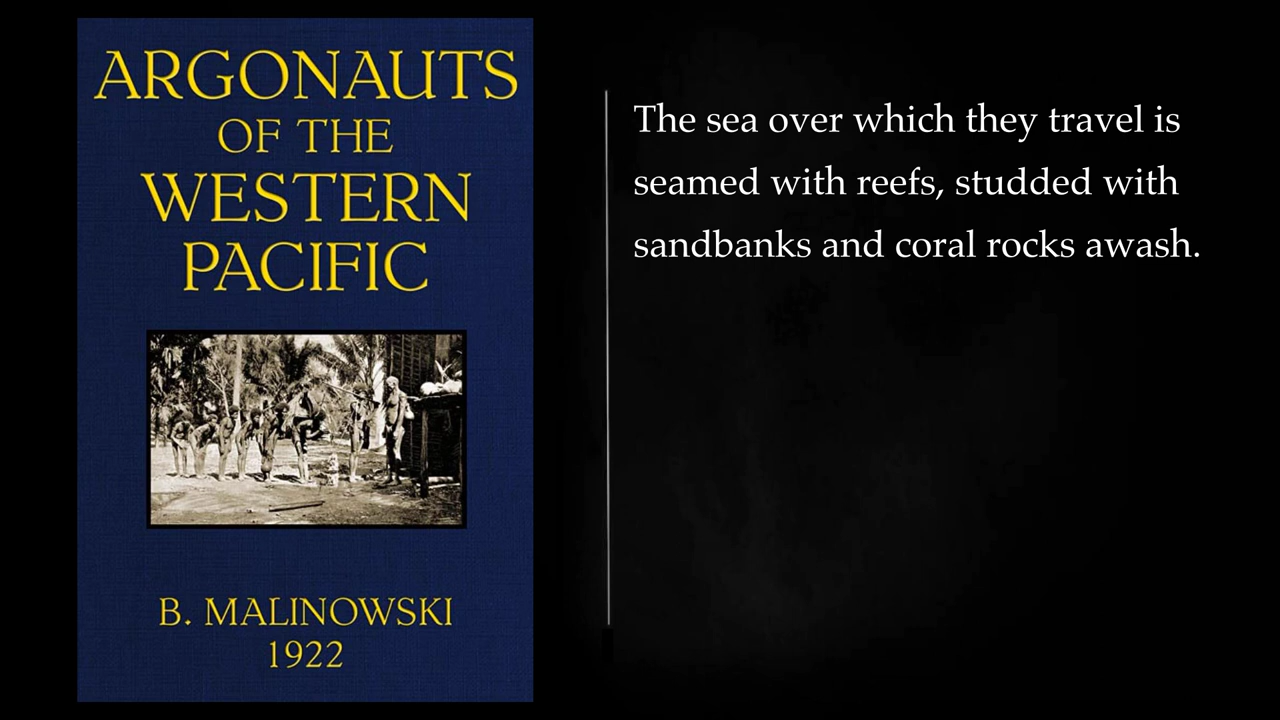 ARGONAUTS
OF THE
WESTERN
PACIFIC
B. MALINOWSKI
1922
The sea over which they travel is
seamed with reefs, studded with
sandbanks and coral rocks awash.